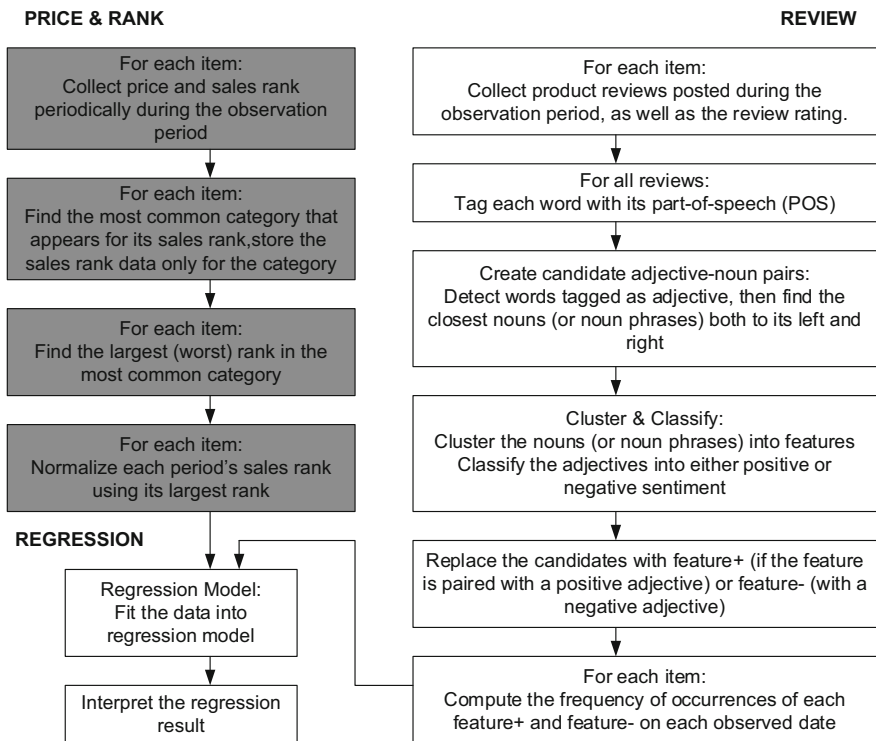 PRICE & RANK
For each item:
Collect price and sales rank
periodically during the observation
period
For each item:
Find the most common category that
appears for its sales rank,store the
sales rank data only for the category
For each item:
Find the largest (worst) rank in the
most common category
For each item:
Normalize each period's sales rank
using its largest rank
REGRESSION
Regression Model:
Fit the data into
regression model
Interpret the regression
result
REVIEW
For each item:
Collect product reviews posted during the
observation period, as well as the review rating.
For all reviews:
Tag each word with its part-of-speech (POS)
Create candidate adjective-noun pairs:
Detect words tagged as adjective, then find the
closest nouns (or noun phrases) both to its left and
right
Cluster & Classify:
Cluster the nouns (or noun phrases) into features
Classify the adjectives into either positive or
negative sentiment
Replace the candidates with feature+ (if the feature
is paired with a positive adjective) or feature- (with a
negative adjective)
For each item:
Compute the frequency of occurrences of each
feature+ and feature- on each observed date